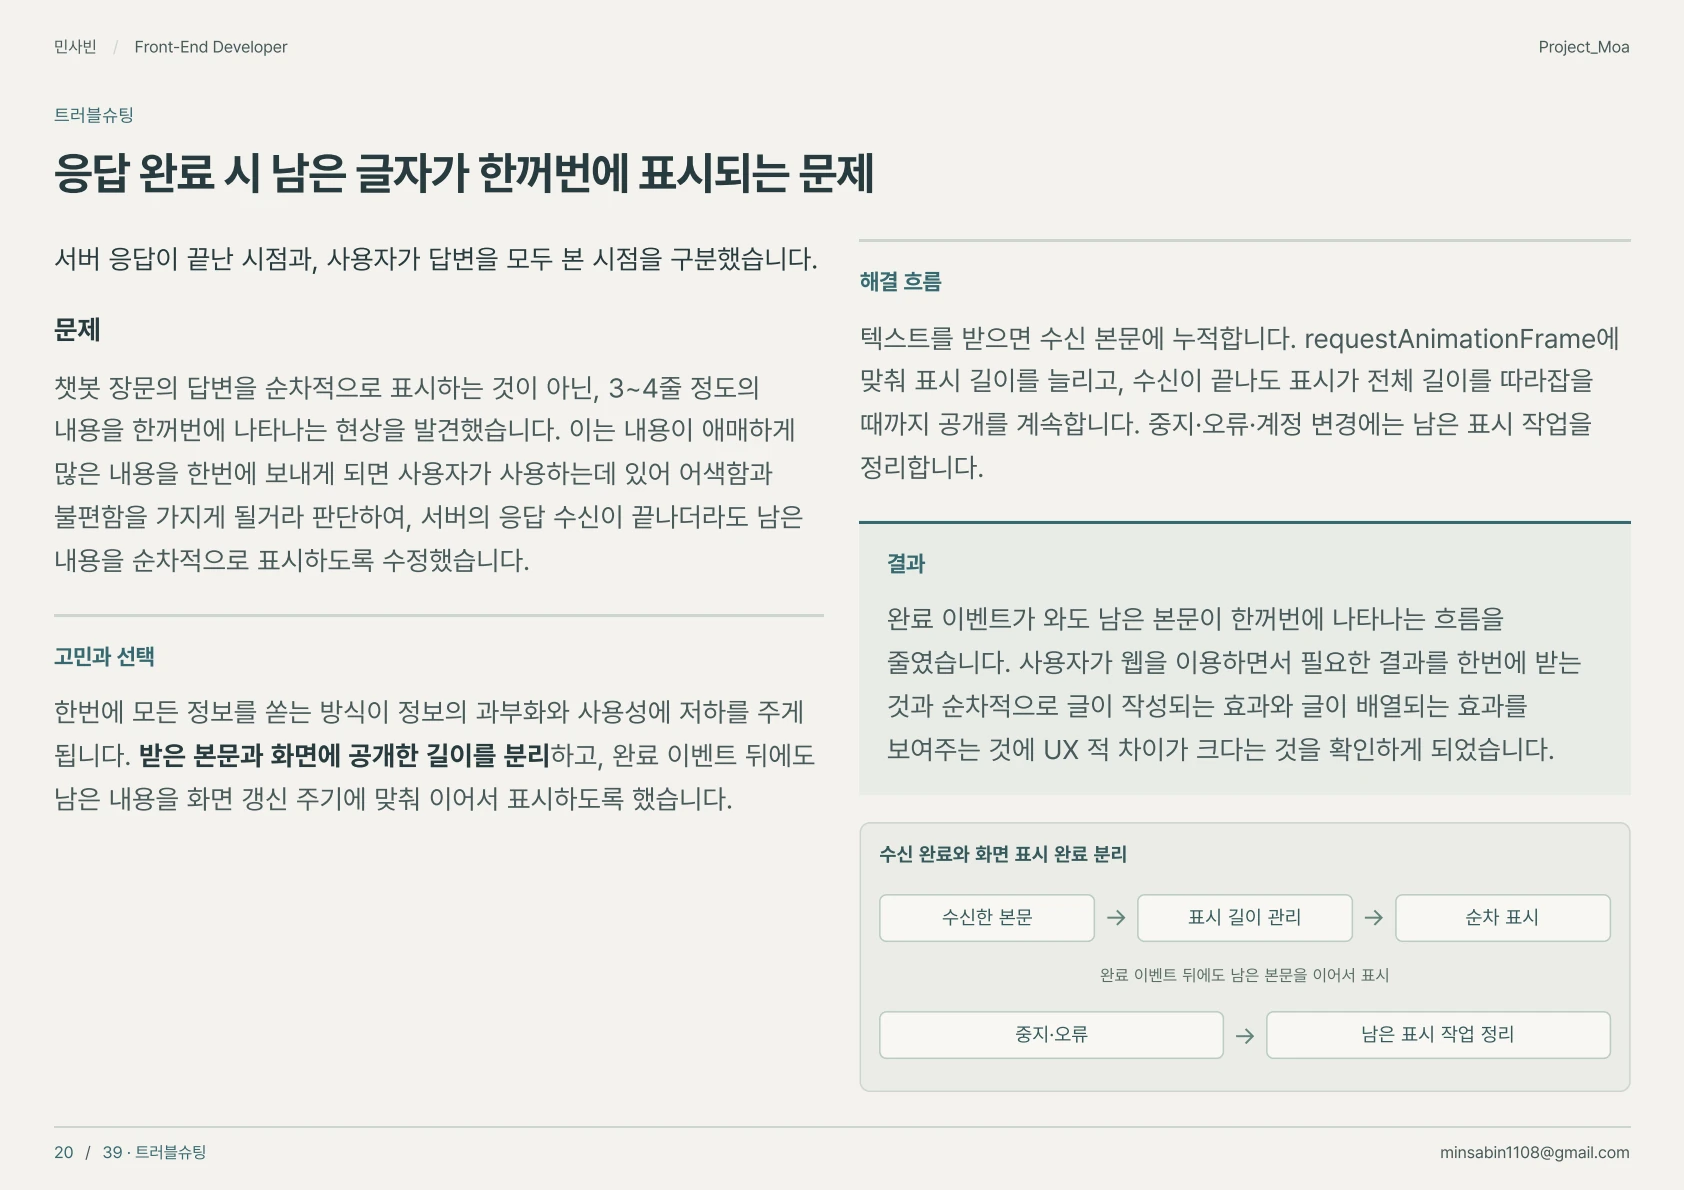 민사빈 / Front-End Developer
Project_Moa
트러블슈팅
응답 완료 시 남은 글자가 한꺼번에 표시되는 문제
서버 응답이 끝난 시점과, 사용자가 답변을 모두 본 시점을 구분했습니다.
문제
챗봇 장문의 답변을 순차적으로 표시하는 것이 아닌, 3~4줄 정도의
내용을 한꺼번에 나타나는 현상을 발견했습니다. 이는 내용이 애매하게
많은 내용을 한번에 보내게 되면 사용자가 사용하는데 있어 어색함과
불편함을 가지게 될거라 판단하여, 서버의 응답 수신이 끝나더라도 남은
내용을 순차적으로 표시하도록 수정했습니다.
고민과 선택
한번에 모든 정보를 쏟는 방식이 정보의 과부화와 사용성에 저하를 주게
됩니다. 받은 본문과 화면에 공개한 길이를 분리하고, 완료 이벤트 뒤에도
남은 내용을 화면 갱신 주기에 맞춰 이어서 표시하도록 했습니다.
해결 흐름
텍스트를 받으면 수신 본문에 누적합니다. requestAnimationFrame에
맞춰 표시 길이를 늘리고, 수신이 끝나도 표시가 전체 길이를 따라잡을
때까지 공개를 계속합니다. 중지·오류·계정 변경에는 남은 표시 작업을
정리합니다.
결과
완료 이벤트가 와도 남은 본문이 한꺼번에 나타나는 흐름을
줄였습니다. 사용자가 웹을 이용하면서 필요한 결과를 한번에 받는
것과 순차적으로 글이 작성되는 효과와 글이 배열되는 효과를
보여주는 것에 UX 적 차이가 크다는 것을 확인하게 되었습니다.
수신 완료와 화면 표시 완료 분리
수신한 본문 → 표시 길이 관리 → 순차 표시
완료 이벤트 뒤에도 남은 본문을 이어서 표시
중지·오류 → 남은 표시 작업 정리
20 / 39 · 트러블슈팅
minsabin1108@gmail.com